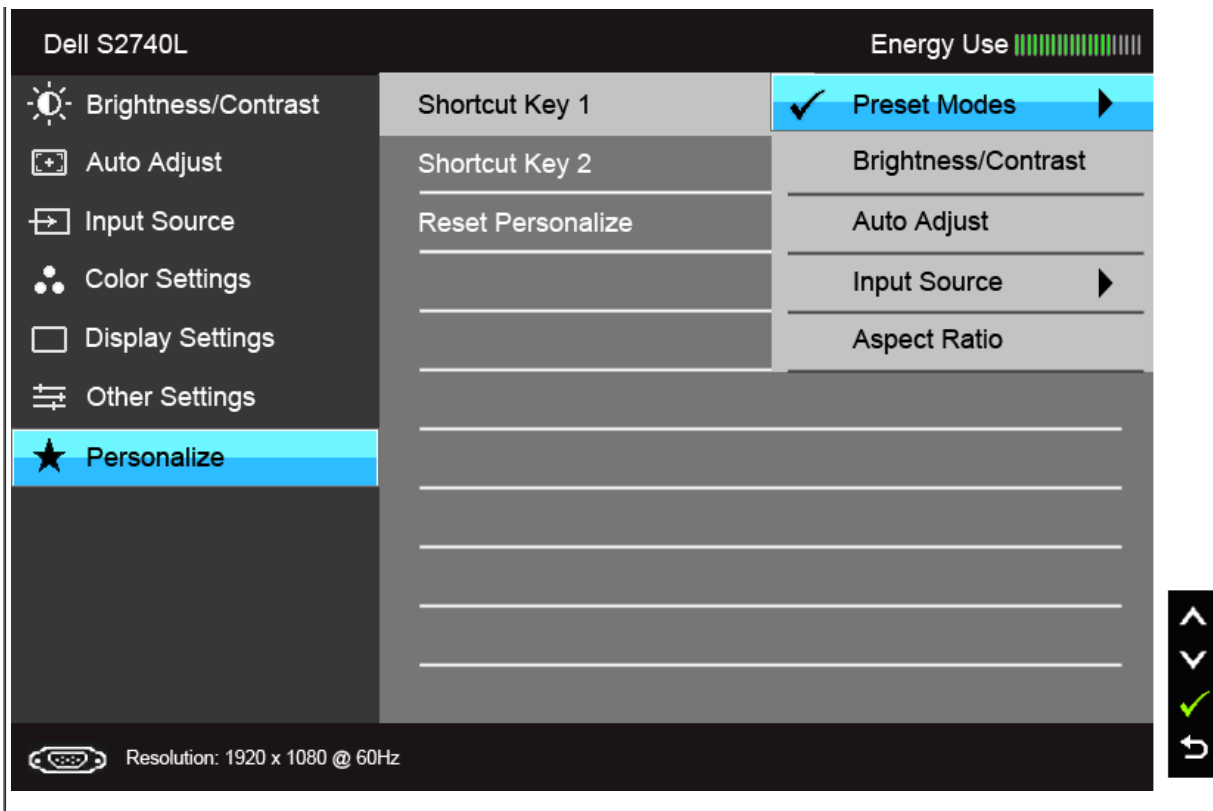 Dell S2740L
Energy Use
Brightness/Contrast
Auto Adjust
Input Source
Color Settings
Display Settings
Other Settings
Personalize
Shortcut Key 1
Shortcut Key 2
Reset Personalize
Preset Modes
Brightness/Contrast
Auto Adjust
Input Source
Aspect Ratio
Resolution: 1920 x 1080 @ 60Hz